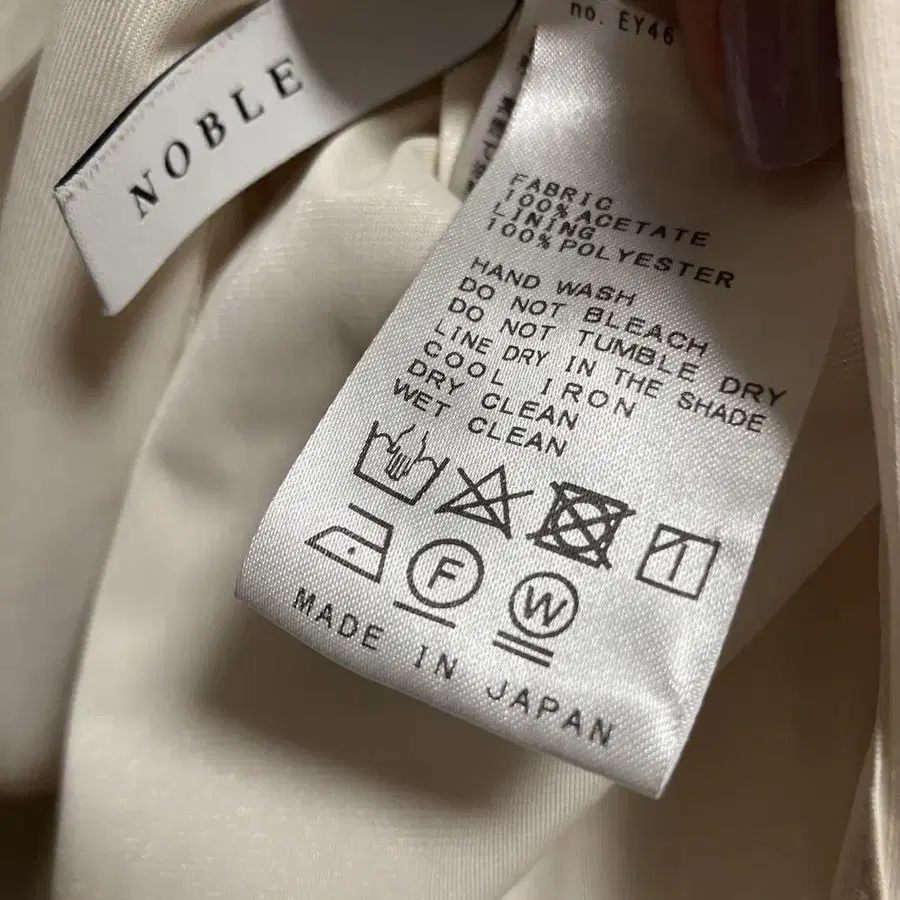 NOBLE
no. EY46
FABRIC
100% ACETATE
LINING
100% POLYESTER
HAND WASH
DO NOT BLEACH
DO NOT TUMBLE DRY
LINE DRY IN THE SHADE
COOL IRON
DRY CLEAN
WET CLEAN
F
W
MADE IN JAPAN